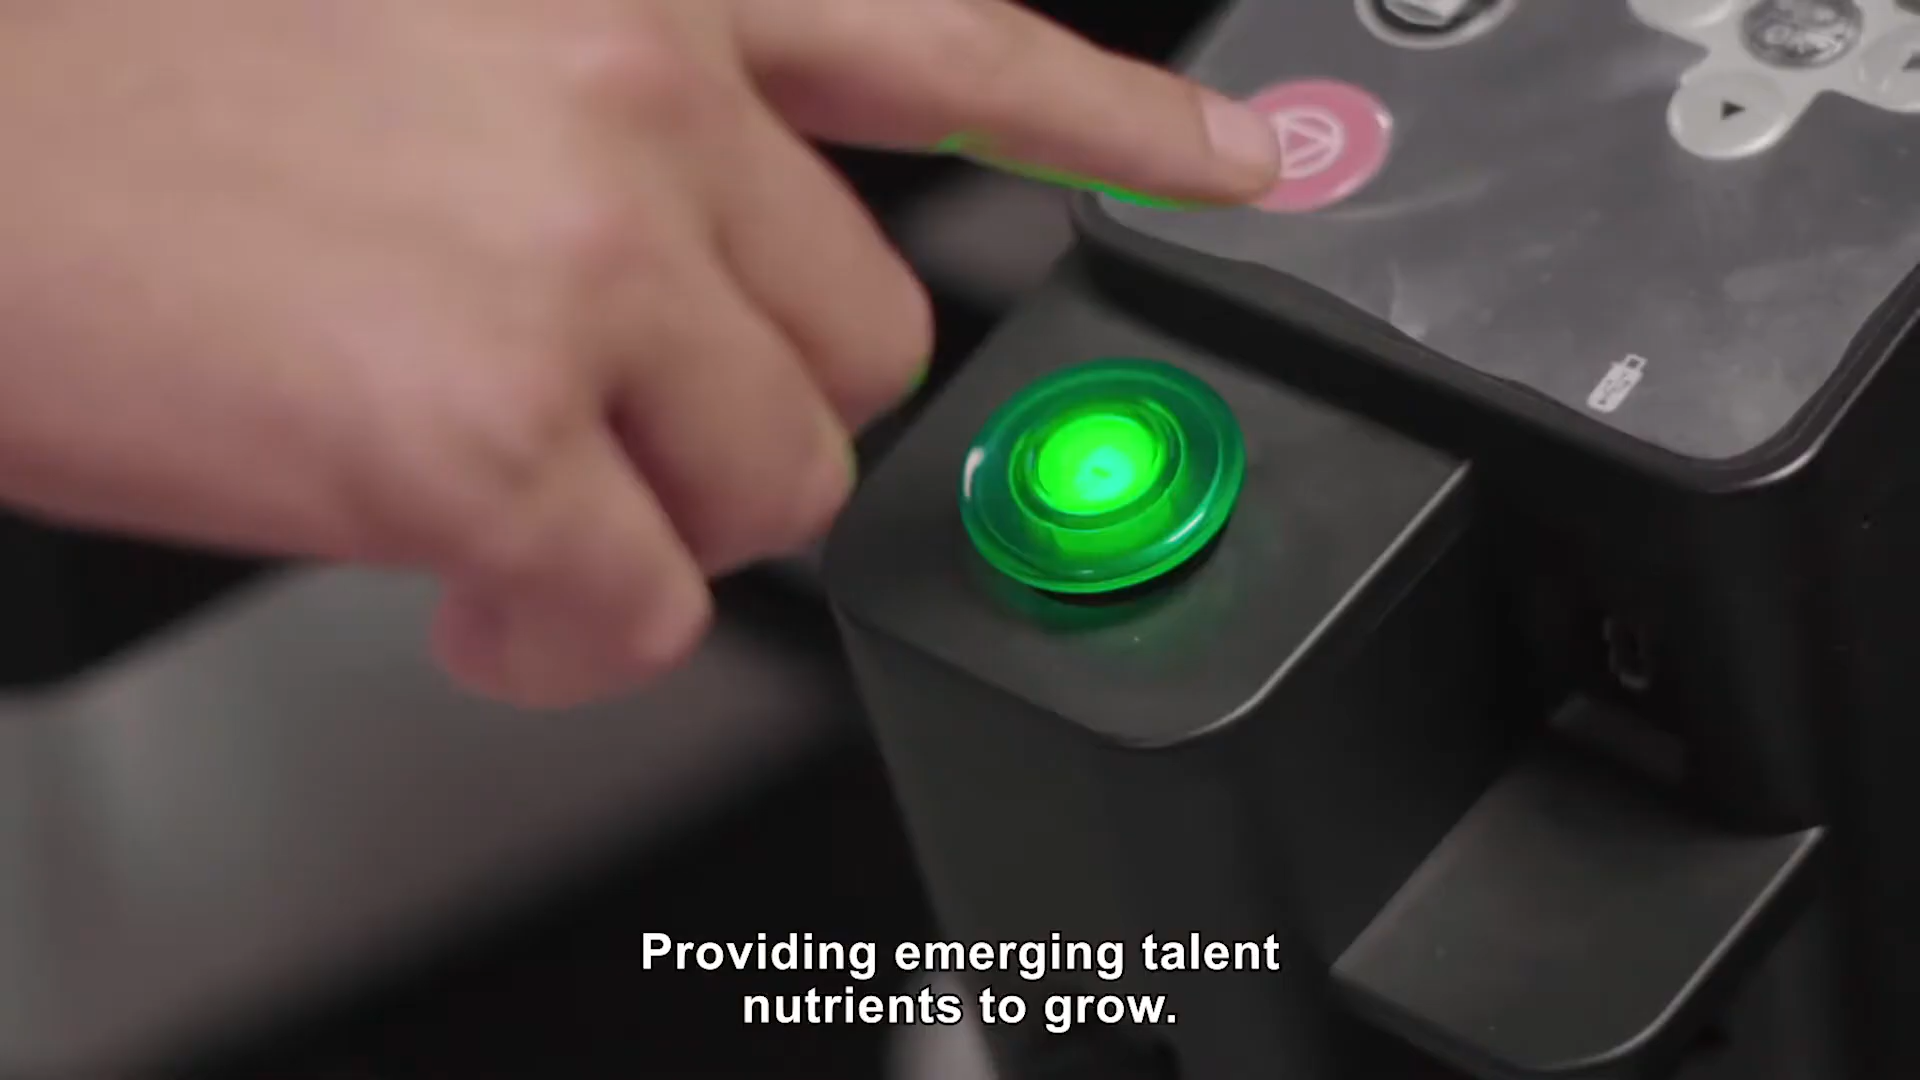 Providing emerging talent
nutrients to grow.